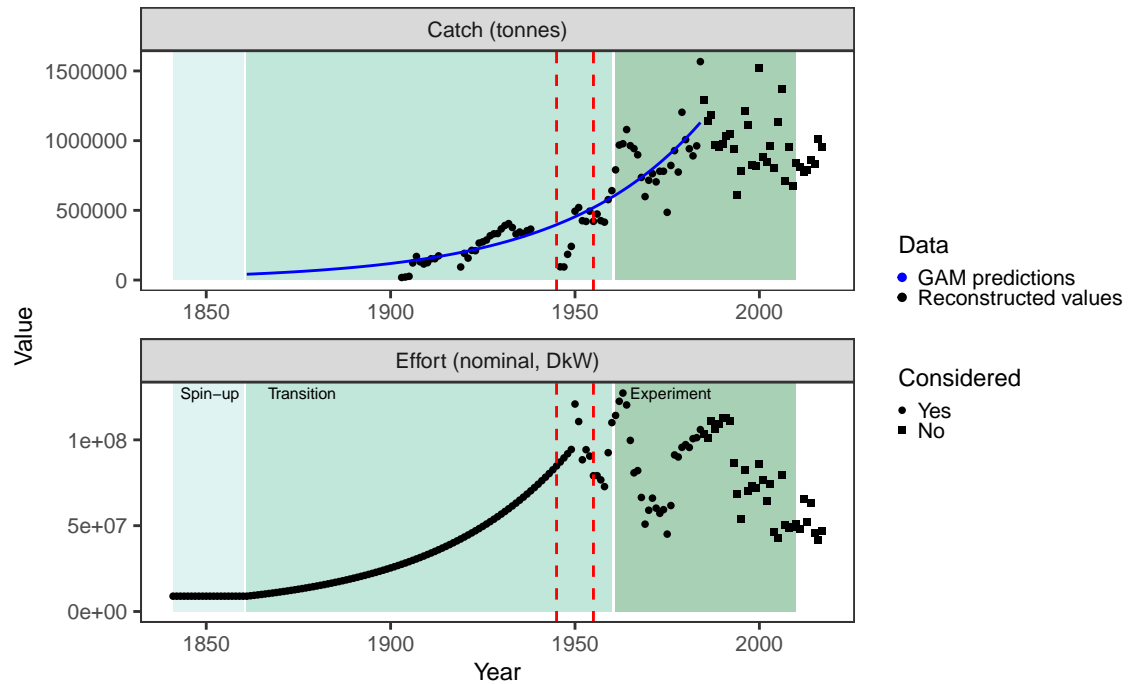 Catch (tonnes)
1500000
1000000
500000
0
1850
1900
1950
2000
Value
Effort (nominal, DkW)
Spin−up
Transition
Experiment
1e+08
5e+07
0e+00
1850
1900
1950
2000
Year
Data
GAM predictions
Reconstructed values
Considered
Yes
No